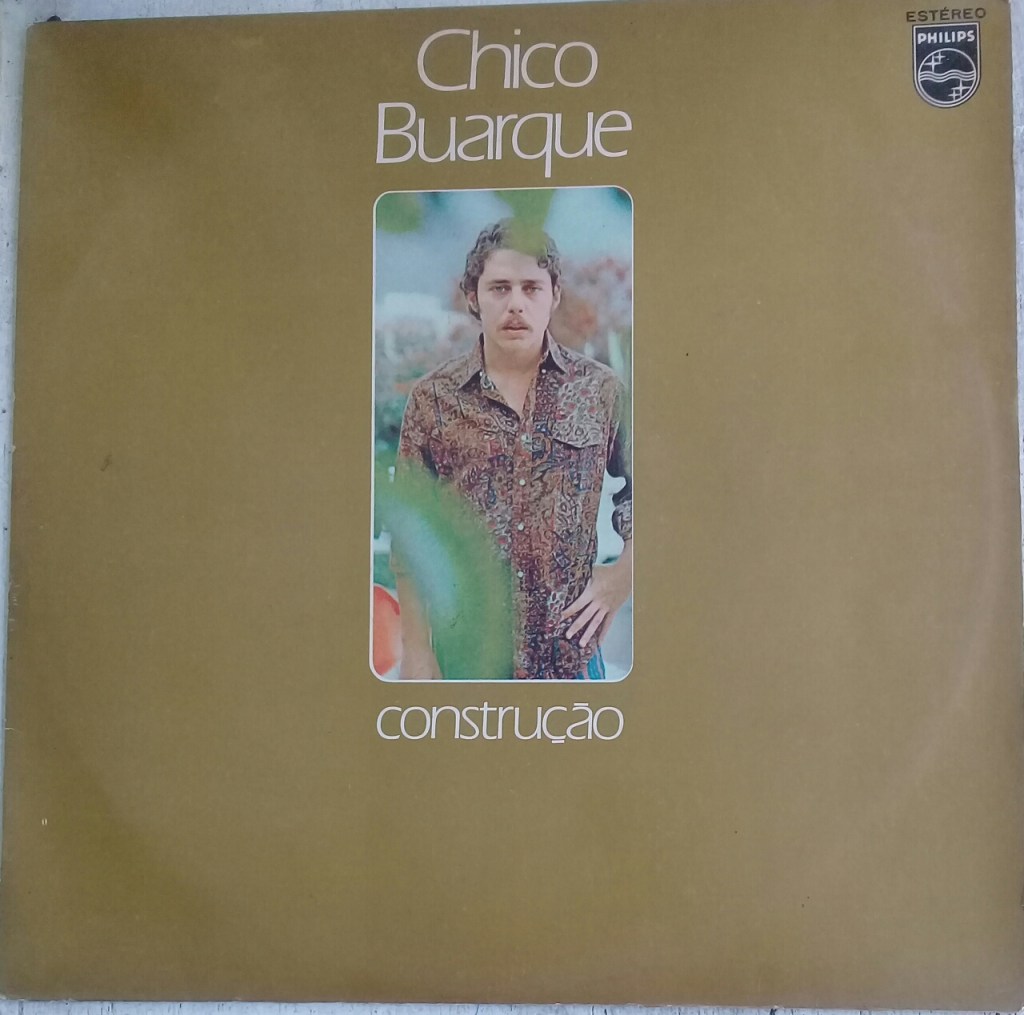 ESTÉREO
PHILIPS
Chico
Buarque
construção